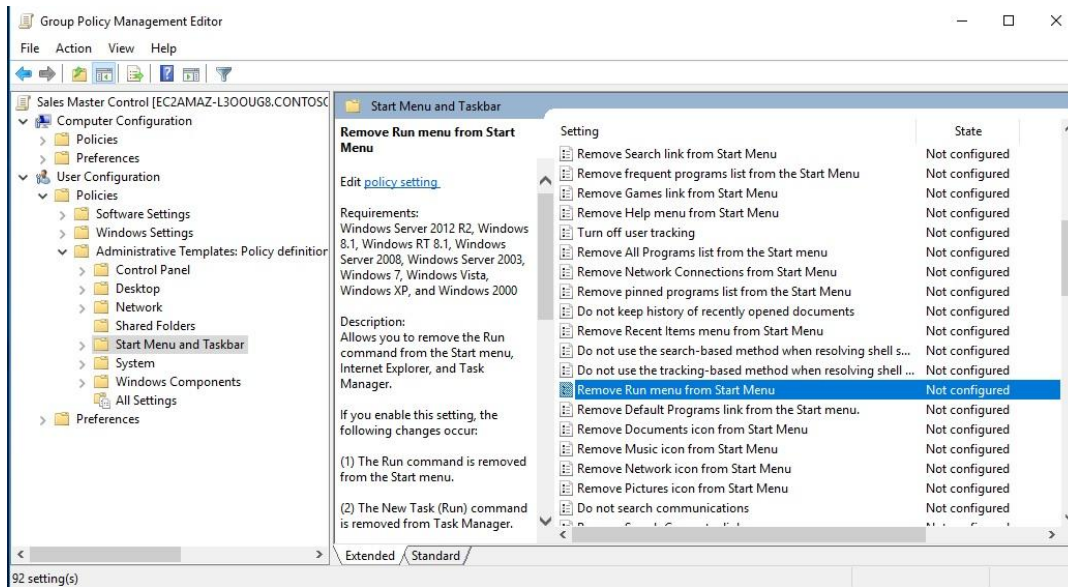 Group Policy Management Editor
File Action View Help
Sales Master Control [EC2AMAZ-L3OOUG8.CONTOSO
Computer Configuration
Policies
Preferences
User Configuration
Policies
Software Settings
Windows Settings
Administrative Templates: Policy definition
Control Panel
Desktop
Network
Shared Folders
Start Menu and Taskbar
System
Windows Components
All Settings
Preferences
Start Menu and Taskbar
Remove Run menu from Start
Menu
Edit policy setting
Requirements:
Windows Server 2012 R2, Windows
8.1, Windows RT 8.1, Windows
Server 2008, Windows Server 2003,
Windows 7, Windows Vista,
Windows XP, and Windows 2000
Description:
Allows you to remove the Run
command from the Start menu,
Internet Explorer, and Task
Manager.
If you enable this setting, the
following changes occur:
(1) The Run command is removed
from the Start menu.
(2) The New Task (Run) command
is removed from Task Manager.
Setting State
Remove Search link from Start Menu Not configured
Remove frequent programs list from the Start Menu Not configured
Remove Games link from Start Menu Not configured
Remove Help menu from Start Menu Not configured
Turn off user tracking Not configured
Remove All Programs list from the Start menu Not configured
Remove Network Connections from Start Menu Not configured
Remove pinned programs list from the Start Menu Not configured
Do not keep history of recently opened documents Not configured
Remove Recent Items menu from Start Menu Not configured
Do not use the search-based method when resolving shell s... Not configured
Do not use the tracking-based method when resolving shell ... Not configured
Remove Run menu from Start Menu Not configured
Remove Default Programs link from the Start menu. Not configured
Remove Documents icon from Start Menu Not configured
Remove Music icon from Start Menu Not configured
Remove Network icon from Start Menu Not configured
Remove Pictures icon from Start Menu Not configured
Do not search communications Not configured
Extended Standard
92 setting(s)